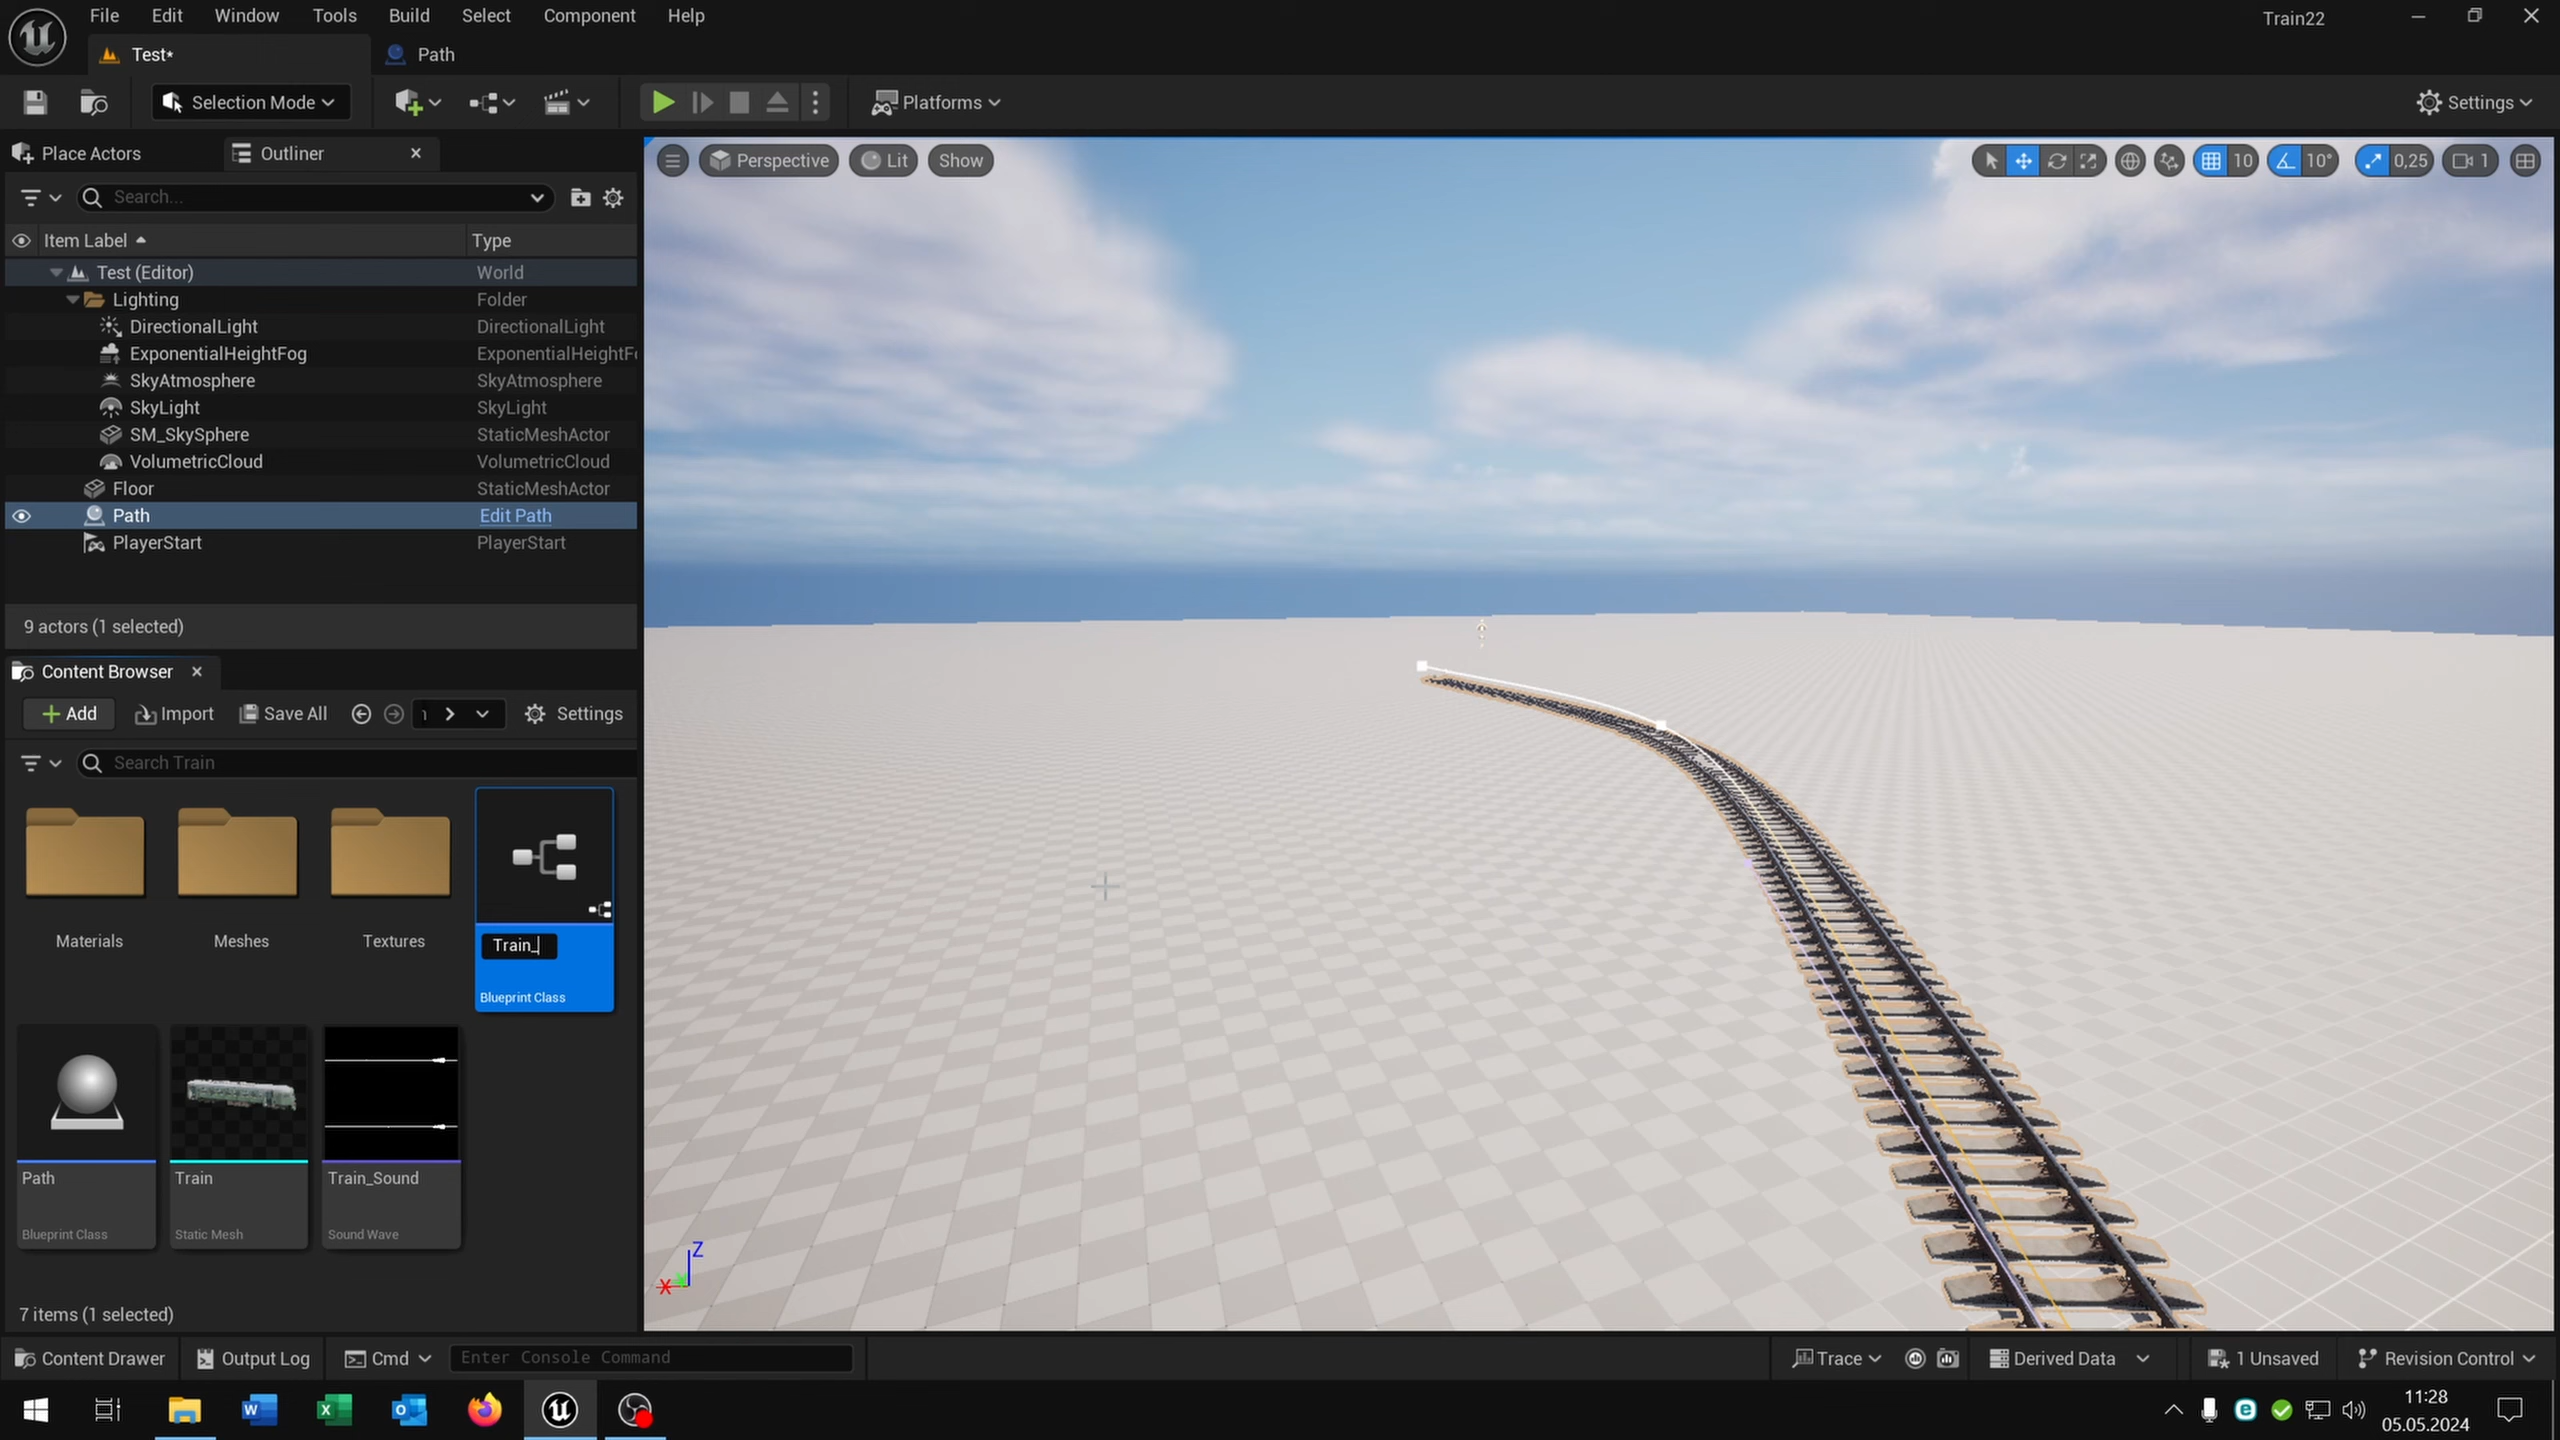 File Edit Window Tools Build Select Component Help
Train22
Test*
Path
Selection Mode
Platforms
Settings
Place Actors
Outliner
Perspective
Lit
Show
10
10°
0,25
1
Search...
Item Label
Type
Test (Editor)
World
Lighting
Folder
DirectionalLight
DirectionalLight
ExponentialHeightFog
ExponentialHeightF
SkyAtmosphere
SkyAtmosphere
SkyLight
SkyLight
SM_SkySphere
StaticMeshActor
VolumetricCloud
VolumetricCloud
Floor
StaticMeshActor
Path
Edit Path
PlayerStart
PlayerStart
9 actors (1 selected)
Content Browser
Add
Import
Save All
Settings
Search Train
Materials
Meshes
Textures
Train_
Blueprint Class
Path
Blueprint Class
Train
Static Mesh
Train_Sound
Sound Wave
7 items (1 selected)
Z
X
Content Drawer
Output Log
Cmd
Enter Console Command
Trace
Derived Data
1 Unsaved
Revision Control
11:28
05.05.2024